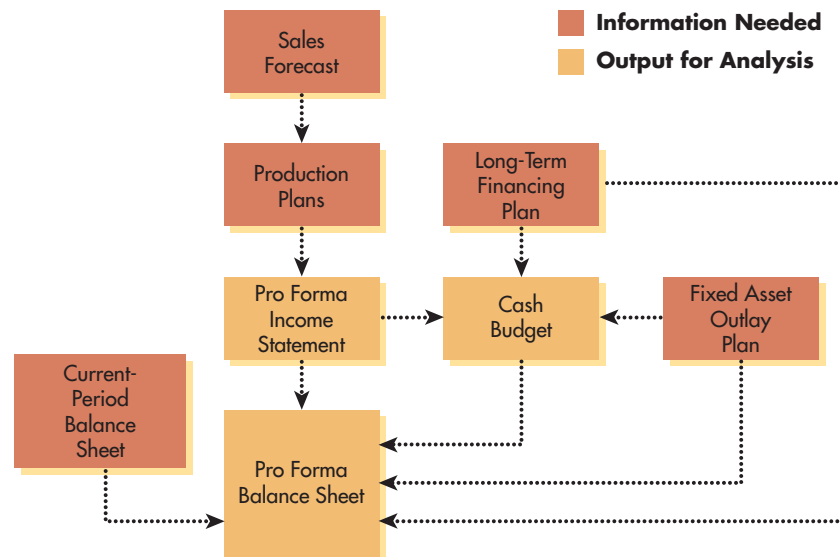 Information Needed
Output for Analysis
Sales
Forecast
Production
Plans
Long-Term
Financing
Plan
Pro Forma
Income
Statement
Cash
Budget
Fixed Asset
Outlay
Plan
Current-
Period
Balance
Sheet
Pro Forma
Balance Sheet